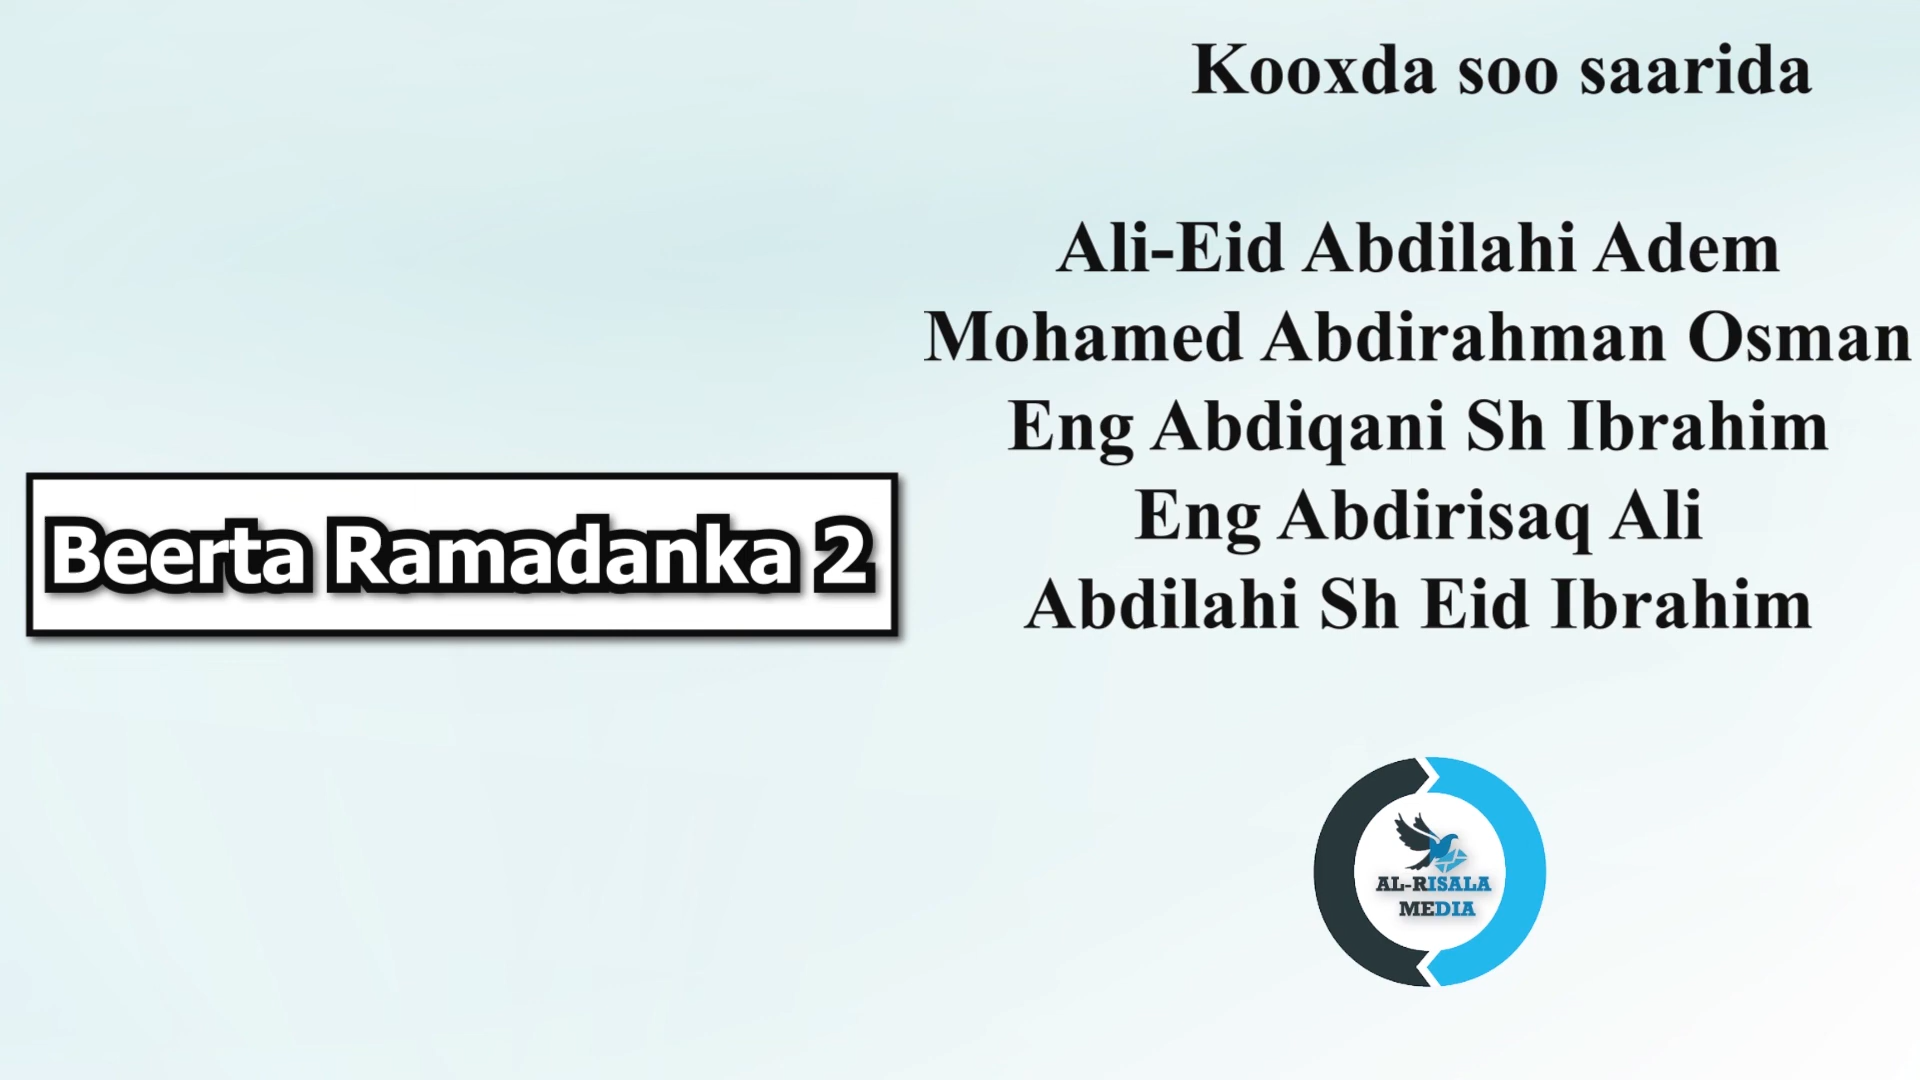 Kooxda soo saarida
Ali-Eid Abdilahi Adem
Mohamed Abdirahman Osman
Eng Abdiqani Sh Ibrahim
Eng Abdirisaq Ali
Abdilahi Sh Eid Ibrahim
Beerta Ramadanka 2
AL-RISALA
MEDIA